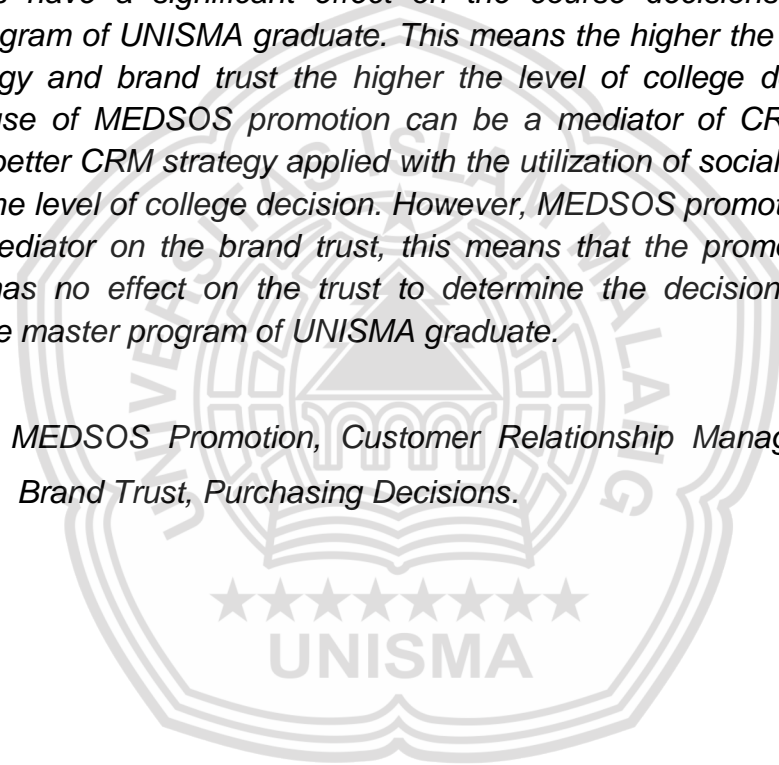 have a significant effect on the course decisions
gram of UNISMA graduate. This means the higher the
gy and brand trust the higher the level of college d
use of MEDSOS promotion can be a mediator of CR
better CRM strategy applied with the utilization of social
he level of college decision. However, MEDSOS promot
ediator on the brand trust, this means that the prom
has no effect on the trust to determine the decision
e master program of UNISMA graduate.
MEDSOS Promotion, Customer Relationship Manag
Brand Trust, Purchasing Decisions.
UNIVERSITAS ISLAM MALANG
UNISMA